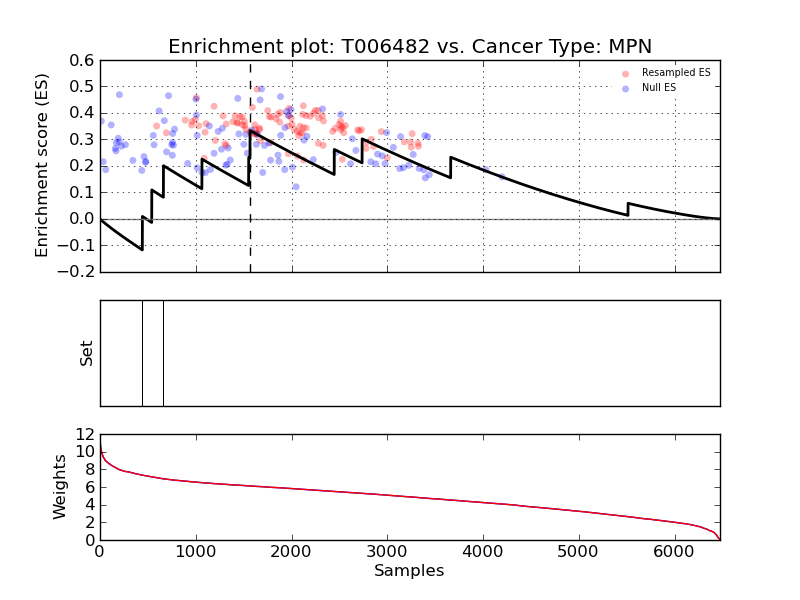 Enrichment plot: T006482 vs. Cancer Type: MPN
Enrichment score (ES)
0.6
0.5
0.4
0.3
0.2
0.1
0.0
−0.1
−0.2
Resampled ES
Null ES
Set
Weights
12
10
8
6
4
2
0
0 1000 2000 3000 4000 5000 6000
Samples